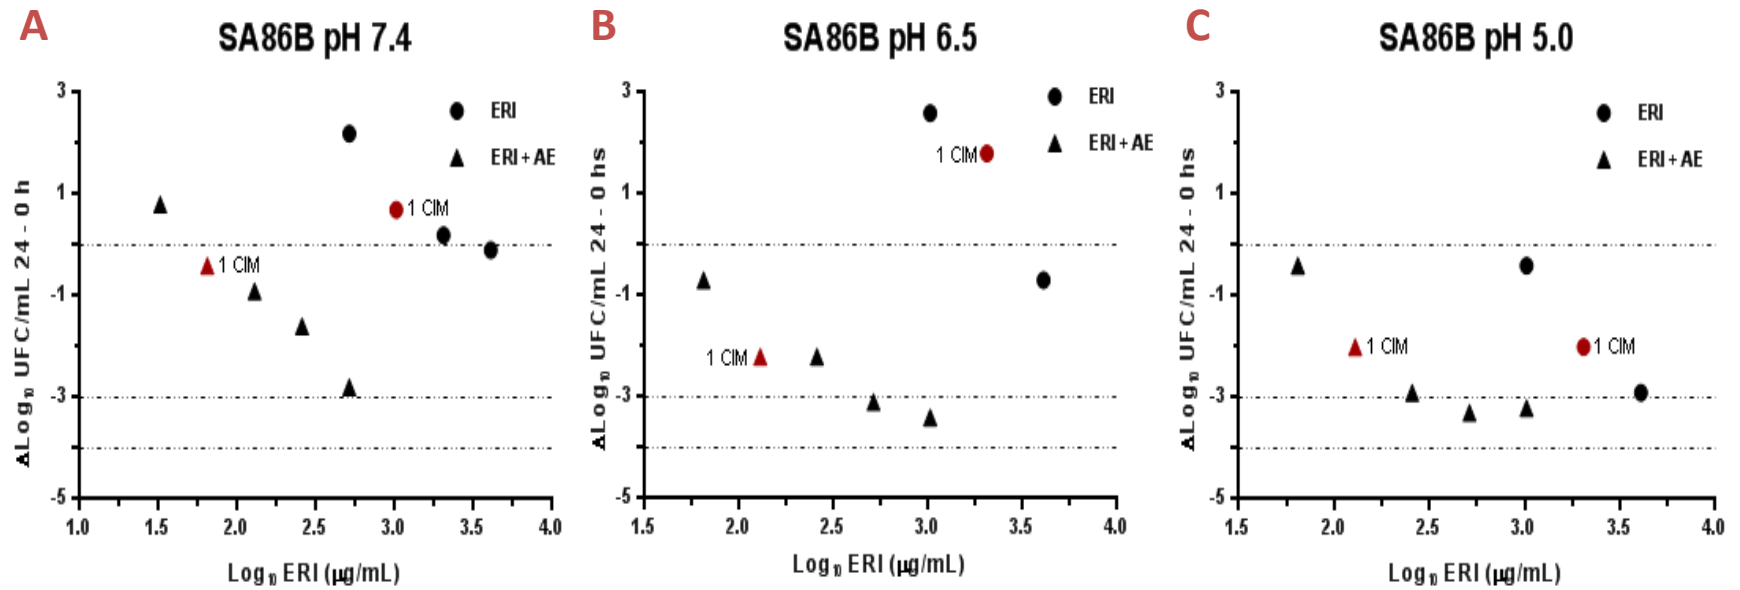 A
SA86B pH 7.4
3
1
-1
-3
-5
1.0 1.5 2.0 2.5 3.0 3.5 4.0
ΔLog10 UFC/mL 24 - 0 h
Log10 ERI (µg/mL)
ERI
ERI + AE
1 CIM
1 CIM
B
SA86B pH 6.5
3
1
-1
-3
-5
1.5 2.0 2.5 3.0 3.5 4.0
ΔLog10 UFC/mL 24 - 0 hs
Log10 ERI (µg/mL)
ERI
ERI + AE
1 CIM
1 CIM
C
SA86B pH 5.0
3
1
-1
-3
-5
1.5 2.0 2.5 3.0 3.5 4.0
ΔLog10 UFC/mL 24 - 0 hs
Log10 ERI (µg/mL)
ERI
ERI + AE
1 CIM
1 CIM